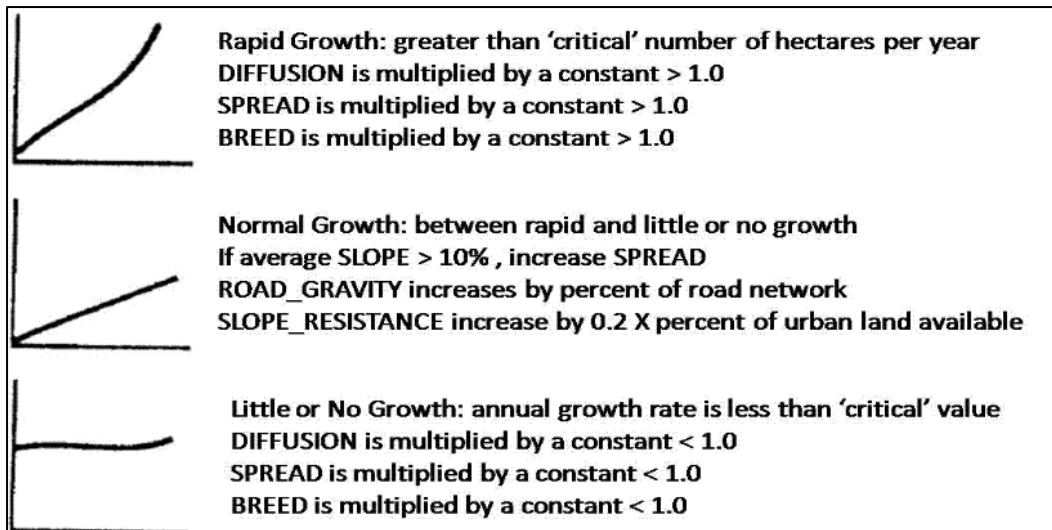 Rapid Growth: greater than ‘critical’ number of hectares per year
DIFFUSION is multiplied by a constant > 1.0
SPREAD is multiplied by a constant > 1.0
BREED is multiplied by a constant > 1.0
Normal Growth: between rapid and little or no growth
If average SLOPE > 10% , increase SPREAD
ROAD_GRAVITY increases by percent of road network
SLOPE_RESISTANCE increase by 0.2 X percent of urban land available
Little or No Growth: annual growth rate is less than ‘critical’ value
DIFFUSION is multiplied by a constant < 1.0
SPREAD is multiplied by a constant < 1.0
BREED is multiplied by a constant < 1.0